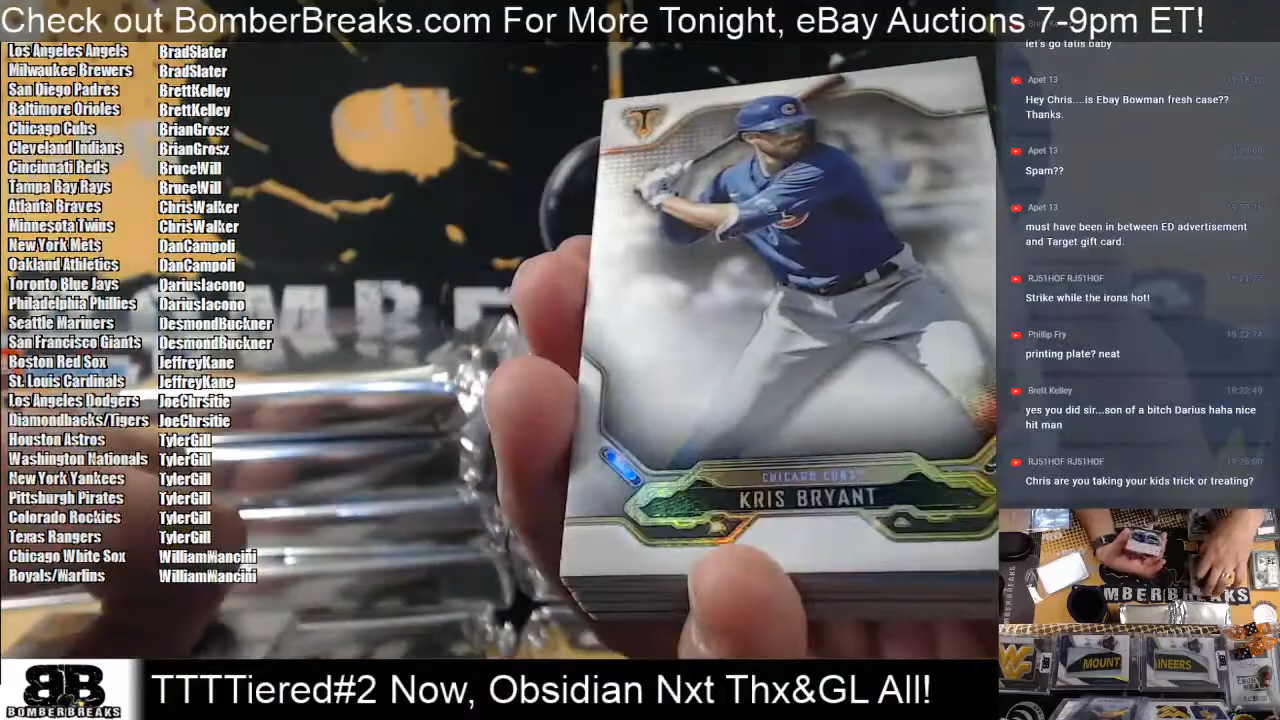 Check out BomberBreaks.com For More Tonight, eBay Auctions 7-9pm ET!
Los Angeles Angels BradSlater
Milwaukee Brewers BradSlater
San Diego Padres BrettKelley
Baltimore Orioles BrettKelley
Chicago Cubs BrianGrosz
Cleveland Indians BrianGrosz
Cincinnati Reds BruceWill
Tampa Bay Rays BruceWill
Atlanta Braves ChrisWalker
Minnesota Twins ChrisWalker
New York Mets DanCampoli
Oakland Athletics DanCampoli
Toronto Blue Jays DariusIacono
Philadelphia Phillies DariusIacono
Seattle Mariners DesmondBuckner
San Francisco Giants DesmondBuckner
Boston Red Sox JeffreyKane
St. Louis Cardinals JeffreyKane
Los Angeles Dodgers JoeChrsitie
Diamondbacks/Tigers JoeChrsitie
Houston Astros TylerGill
Washington Nationals TylerGill
New York Yankees TylerGill
Pittsburgh Pirates TylerGill
Colorado Rockies TylerGill
Texas Rangers TylerGill
Chicago White Sox WilliamMancini
Royals/Marlins WilliamMancini
CHICAGO CUBS
KRIS BRYANT
let's go tatis baby
Apet 13
Hey Chris....is Ebay Bowman fresh case??
Thanks.
Apet 13
Spam??
Apet 13
must have been in between ED advertisement
and Target gift card.
RJ51HOF RJ51HOF
Strike while the irons hot!
Phillip Fry 19:22:24
printing plate? neat
Brett Kelley 19:22:49
yes you did sir...son of a bitch Darius haha nice
hit man
RJ51HOF RJ51HOF
Chris are you taking your kids trick or treating?
MBERBREAKS
MOUNT
AINEERS
BB
BOMBERBREAKS
TTTTiered#2 Now, Obsidian Nxt Thx&GL All!